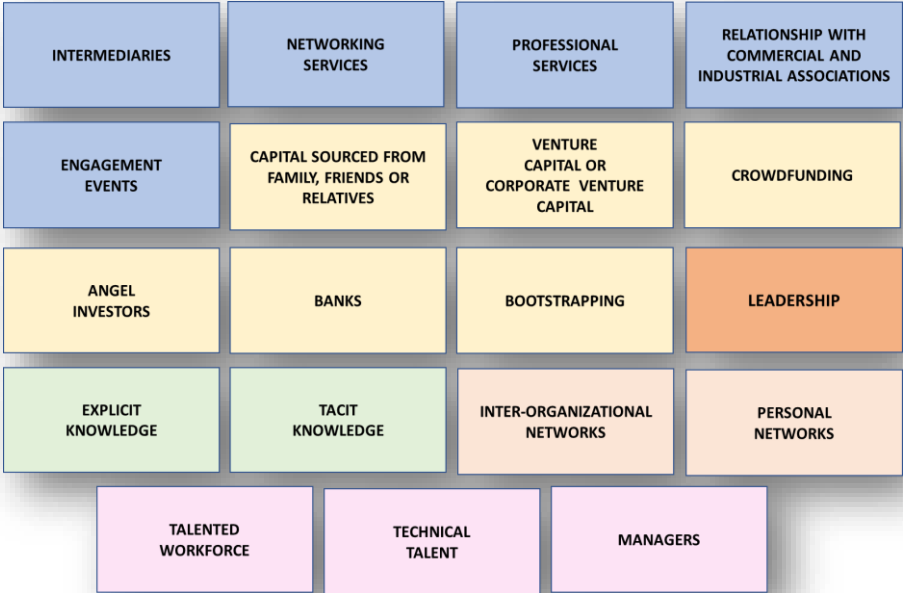 INTERMEDIARIES
NETWORKING
SERVICES
PROFESSIONAL
SERVICES
RELATIONSHIP WITH
COMMERCIAL AND
INDUSTRIAL ASSOCIATIONS
ENGAGEMENT
EVENTS
CAPITAL SOURCED FROM
FAMILY, FRIENDS OR
RELATIVES
VENTURE
CAPITAL OR
CORPORATE VENTURE
CAPITAL
CROWDFUNDING
ANGEL
INVESTORS
BANKS
BOOTSTRAPPING
LEADERSHIP
EXPLICIT
KNOWLEDGE
TACIT
KNOWLEDGE
INTER-ORGANIZATIONAL
NETWORKS
PERSONAL
NETWORKS
TALENTED
WORKFORCE
TECHNICAL
TALENT
MANAGERS